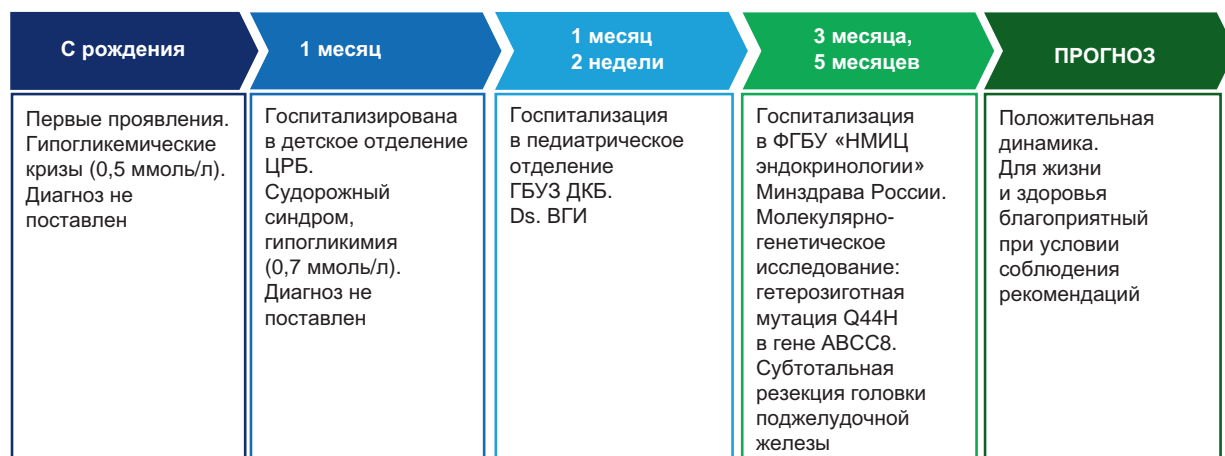 С рождения
1 месяц
1 месяц
2 недели
3 месяца,
5 месяцев
ПРОГНОЗ
Первые проявления.
Гипогликемические
кризы (0,5 ммоль/л).
Диагноз не
поставлен
Госпитализирована
в детское отделение
ЦРБ.
Судорожный
синдром,
гипогликимия
(0,7 ммоль/л).
Диагноз не
поставлен
Госпитализация
в педиатрическое
отделение
ГБУЗ ДКБ.
Ds. ВГИ
Госпитализация
в ФГБУ «НМИЦ
эндокринологии»
Минздрава России.
Молекулярно-
генетическое
исследование:
гетерозиготная
мутация Q44H
в гене ABCC8.
Субтотальная
резекция головки
поджелудочной
железы
Положительная
динамика.
Для жизни
и здоровья
благоприятный
при условии
соблюдения
рекомендаций